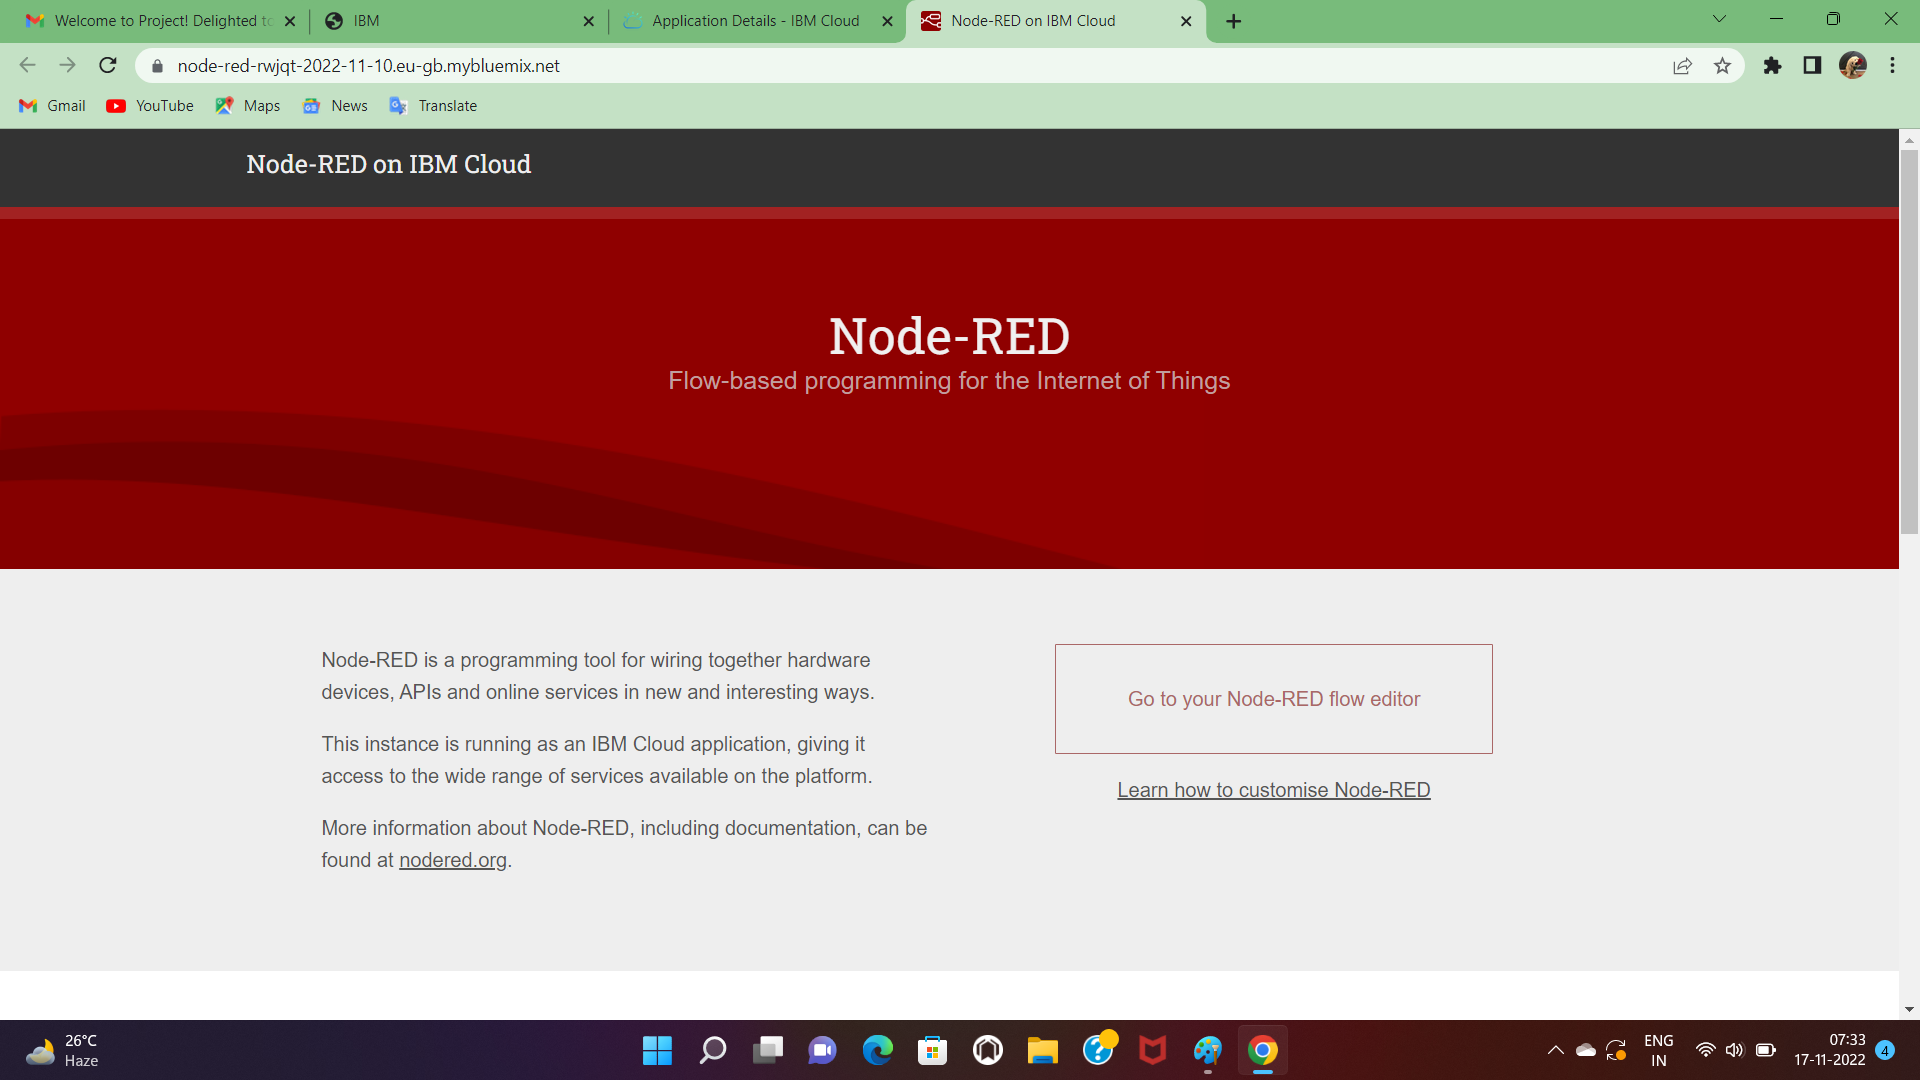 Welcome to Project! Delighted to
IBM
Application Details - IBM Cloud
Node-RED on IBM Cloud
node-red-rwjqt-2022-11-10.eu-gb.mybluemix.net
Gmail
YouTube
Maps
News
Translate
Node-RED on IBM Cloud
Node-RED
Flow-based programming for the Internet of Things
Node-RED is a programming tool for wiring together hardware
devices, APIs and online services in new and interesting ways.
This instance is running as an IBM Cloud application, giving it
access to the wide range of services available on the platform.
More information about Node-RED, including documentation, can be
found at nodered.org.
Go to your Node-RED flow editor
Learn how to customise Node-RED
26°C
Haze
ENG
IN
07:33
17-11-2022
4